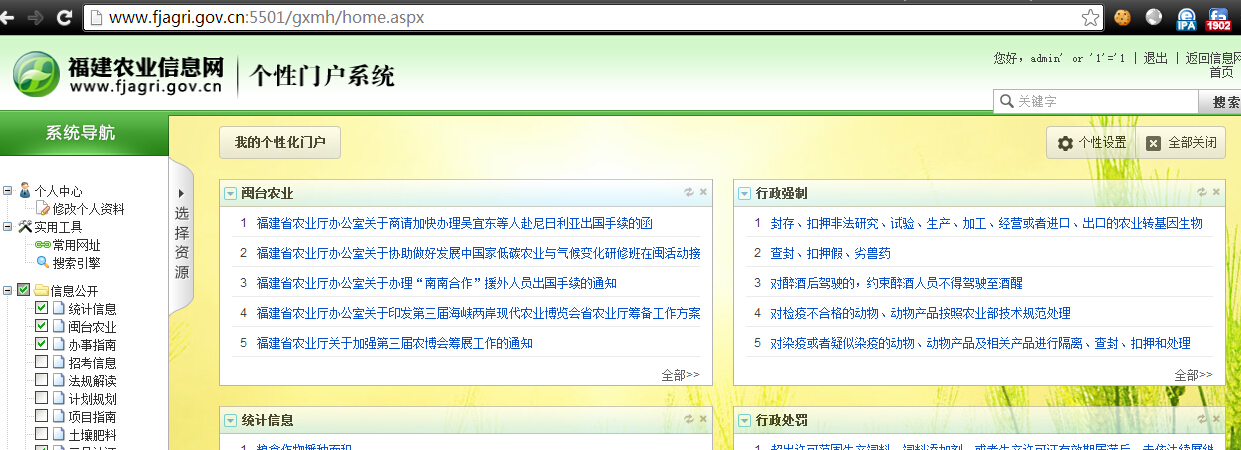 www.fjagri.gov.cn:5501/gxmh/home.aspx
IPA
1902
福建农业信息网
www.fjagri.gov.cn
个性门户系统
您好，admin' or '1'='1 | 退出 | 返回信息网
首页
关键字
搜索
系统导航
我的个性化门户
个性设置
全部关闭
个人中心
修改个人资料
实用工具
常用网址
搜索引擎
信息公开
统计信息
闽台农业
办事指南
招考信息
法规解读
计划规划
项目指南
土壤肥料
选择资源
闽台农业
1 福建省农业厅办公室关于商请加快办理吴宜东等人赴尼日利亚出国手续的函
2 福建省农业厅办公室关于协助做好发展中国家低碳农业与气候变化研修班在闽活动接
3 福建省农业厅办公室关于办理“南南合作”援外人员出国手续的通知
4 福建省农业厅办公室关于印发第三届海峡两岸现代农业博览会省农业厅筹备工作方案
5 福建省农业厅关于加强第三届农博会筹展工作的通知
全部>>
行政强制
1 封存、扣押非法研究、试验、生产、加工、经营或者进口、出口的农业转基因生物
2 查封、扣押假、劣兽药
3 对醉酒后驾驶的，约束醉酒人员不得驾驶至酒醒
4 对检疫不合格的动物、动物产品按照农业部技术规范处理
5 对染疫或者疑似染疫的动物、动物产品及相关产品进行隔离、查封、扣押和处理
全部>>
统计信息
1 粮食作物播种面积
行政处罚